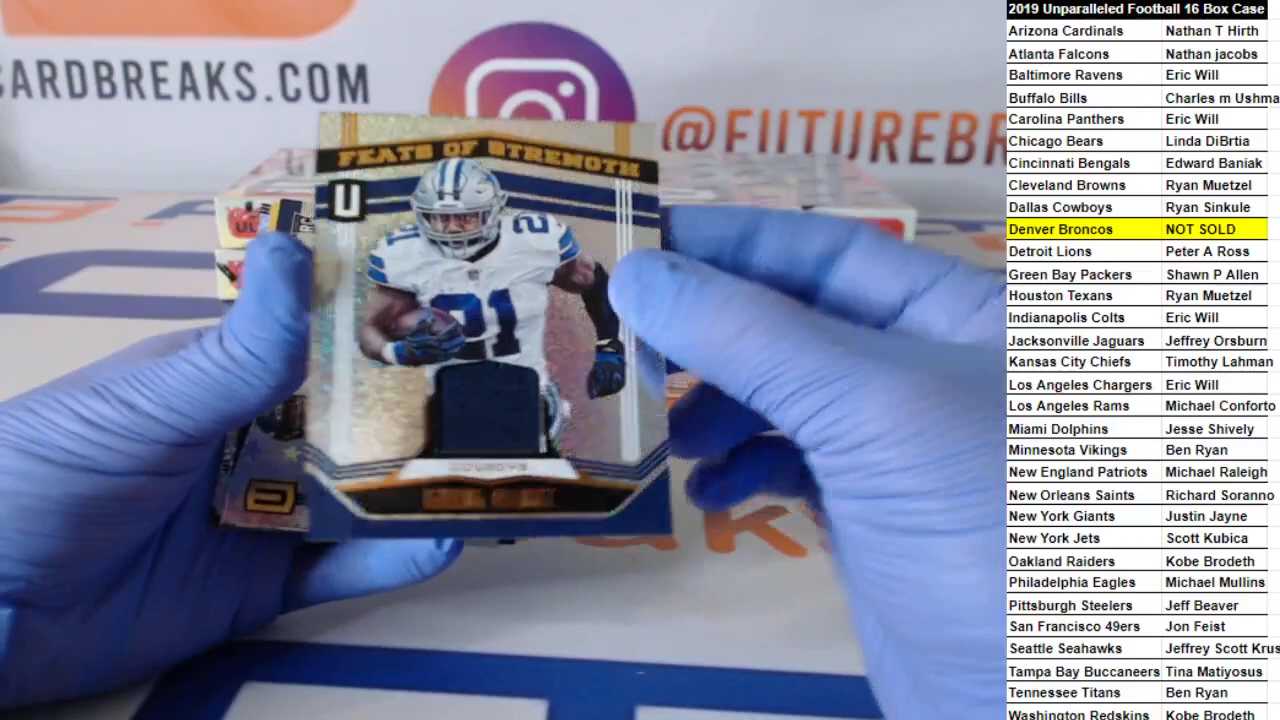 CARDBREAKS.COM
@FUTUREBR
FEATS OF STRENGTH
U
21
2
21
COWBOYS
U
2019 Unparalleled Football 16 Box Case
Arizona Cardinals Nathan T Hirth
Atlanta Falcons Nathan jacobs
Baltimore Ravens Eric Will
Buffalo Bills Charles m Ushma
Carolina Panthers Eric Will
Chicago Bears Linda DiBrtia
Cincinnati Bengals Edward Baniak
Cleveland Browns Ryan Muetzel
Dallas Cowboys Ryan Sinkule
Denver Broncos NOT SOLD
Detroit Lions Peter A Ross
Green Bay Packers Shawn P Allen
Houston Texans Ryan Muetzel
Indianapolis Colts Eric Will
Jacksonville Jaguars Jeffrey Orsburn
Kansas City Chiefs Timothy Lahman
Los Angeles Chargers Eric Will
Los Angeles Rams Michael Conforto
Miami Dolphins Jesse Shively
Minnesota Vikings Ben Ryan
New England Patriots Michael Raleigh
New Orleans Saints Richard Soranno
New York Giants Justin Jayne
New York Jets Scott Kubica
Oakland Raiders Kobe Brodeth
Philadelphia Eagles Michael Mullins
Pittsburgh Steelers Jeff Beaver
San Francisco 49ers Jon Feist
Seattle Seahawks Jeffrey Scott Krus
Tampa Bay Buccaneers Tina Matiyosus
Tennessee Titans Ben Ryan
Washington Redskins Kobe Brodeth